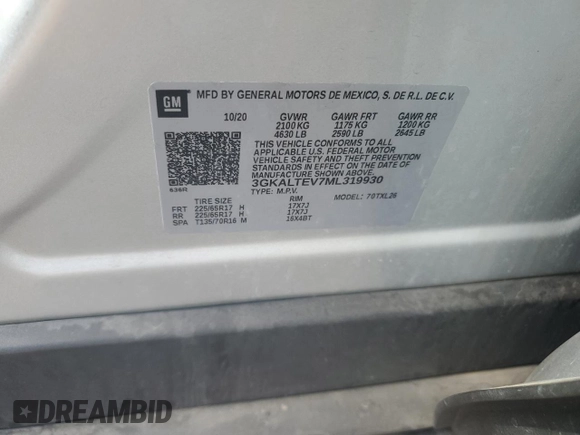 GM
MFD BY GENERAL MOTORS DE MEXICO, S. DE R.L. DE C.V.
10/20 GVWR GAWR FRT GAWR RR
2100 KG 1175 KG 1200 KG
4630 LB 2590 LB 2645 LB
THIS VEHICLE CONFORMS TO ALL
APPLICABLE U.S. FEDERAL MOTOR
VEHICLE SAFETY AND THEFT PREVENTION
STANDARDS IN EFFECT ON THE DATE OF
MANUFACTURE SHOWN ABOVE.
3GKALTEV7ML319930
TYPE: M.P.V. MODEL: 70TXL26
TIRE SIZE RIM
FRT 225/65R17 H 17X7J
RR 225/65R17 H 17X7J
SPA T135/70R16 M 16X4BT
DREAMBID